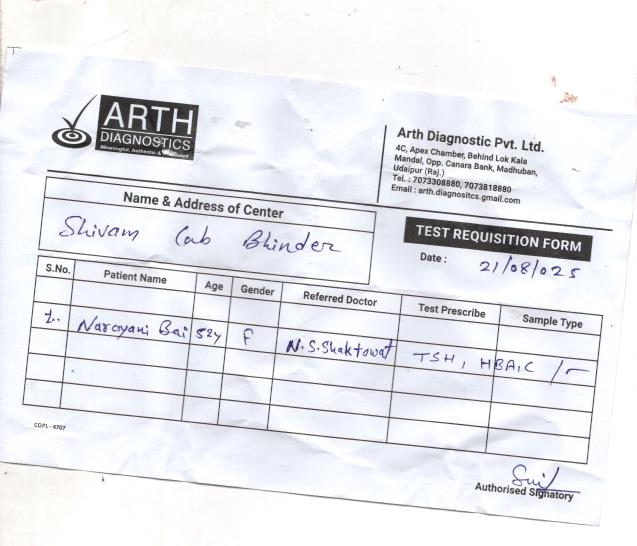 ARTH
DIAGNOSTICS
Meaningful, Authentic &
Arth Diagnostic Pvt. Ltd.
4C, Apex Chamber, Behind Lok Kala
Mandal, Opp. Canara Bank, Madhuban,
Udaipur (Raj.)
Tel. : 7073308880, 7073818880
Email : arth.diagnositcs.gmail.com
Name & Address of Center
Shivam Lab Bhinder
TEST REQUISITION FORM
Date : 21/08/025
S.No. Patient Name Age Gender Referred Doctor Test Prescribe Sample Type
1. Narayani Bai 52y F N.S.Shaktawat TSH, HBA1C
COPL - 4707
Authorised Signatory